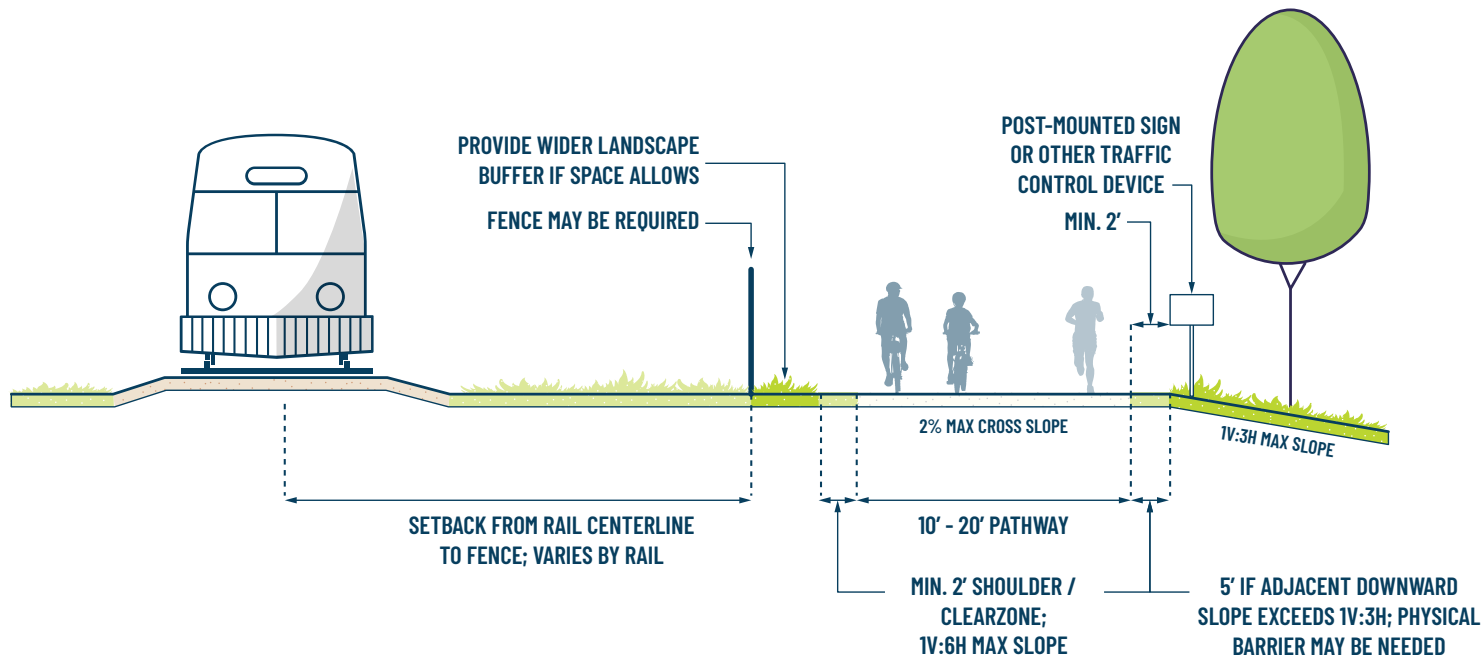 PROVIDE WIDER LANDSCAPE
BUFFER IF SPACE ALLOWS
FENCE MAY BE REQUIRED
POST-MOUNTED SIGN
OR OTHER TRAFFIC
CONTROL DEVICE
MIN. 2'
2% MAX CROSS SLOPE
1V:3H MAX SLOPE
SETBACK FROM RAIL CENTERLINE
TO FENCE; VARIES BY RAIL
10' - 20' PATHWAY
MIN. 2' SHOULDER /
CLEARZONE;
1V:6H MAX SLOPE
5' IF ADJACENT DOWNWARD
SLOPE EXCEEDS 1V:3H; PHYSICAL
BARRIER MAY BE NEEDED